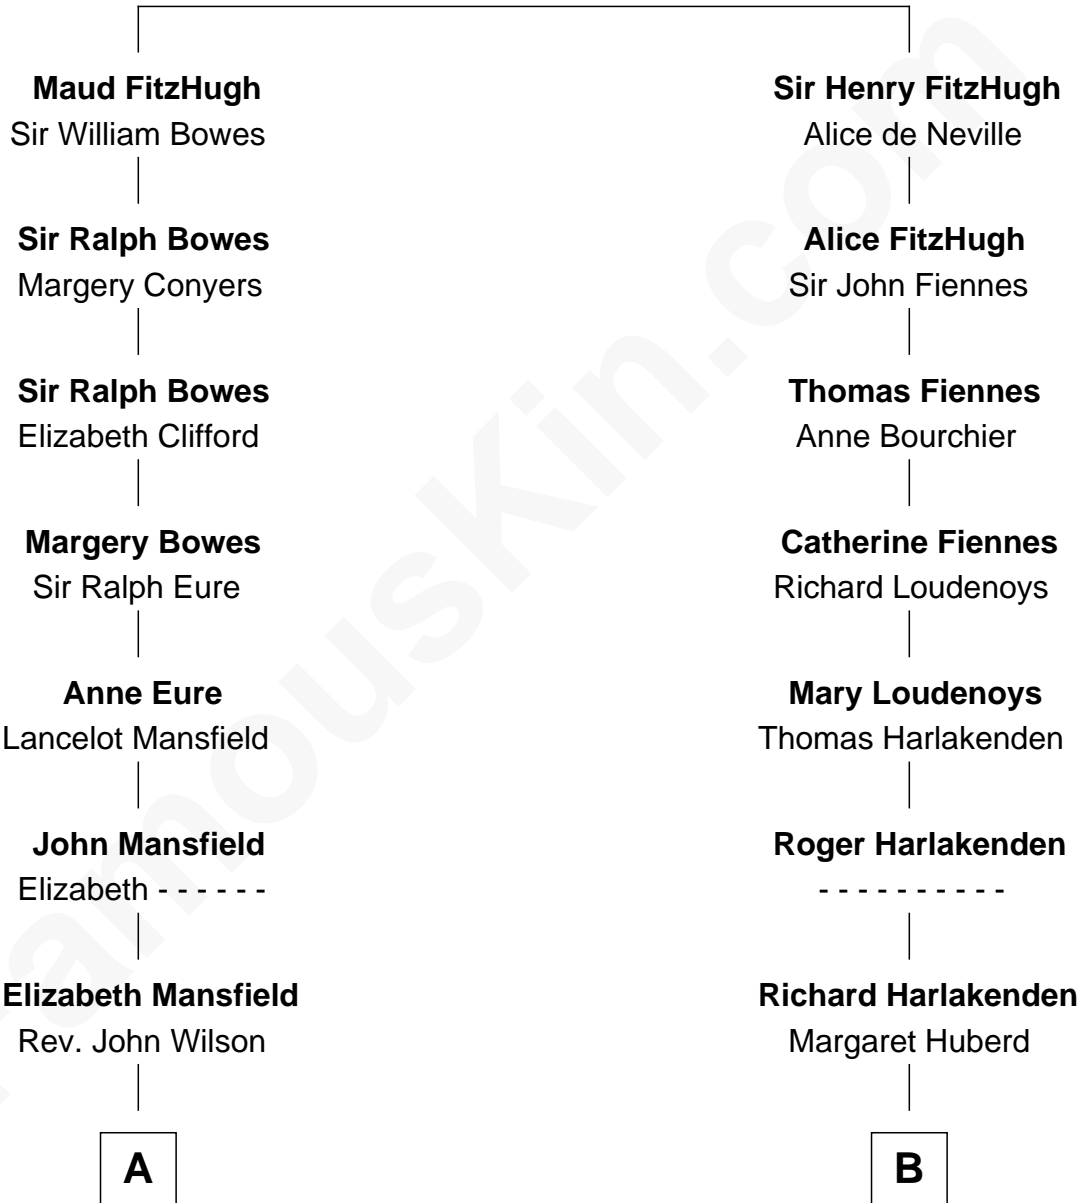 Maud FitzHugh
Sir William Bowes
Sir Ralph Bowes
Margery Conyers
Sir Ralph Bowes
Elizabeth Clifford
Margery Bowes
Sir Ralph Eure
Anne Eure
Lancelot Mansfield
John Mansfield
Elizabeth - - - - - -
Elizabeth Mansfield
Rev. John Wilson
A
Sir Henry FitzHugh
Alice de Neville
Alice FitzHugh
Sir John Fiennes
Thomas Fiennes
Anne Bourchier
Catherine Fiennes
Richard Loudenoys
Mary Loudenoys
Thomas Harlakenden
Roger Harlakenden
- - - - - - - - - -
Richard Harlakenden
Margaret Huberd
B
FamousKin.com